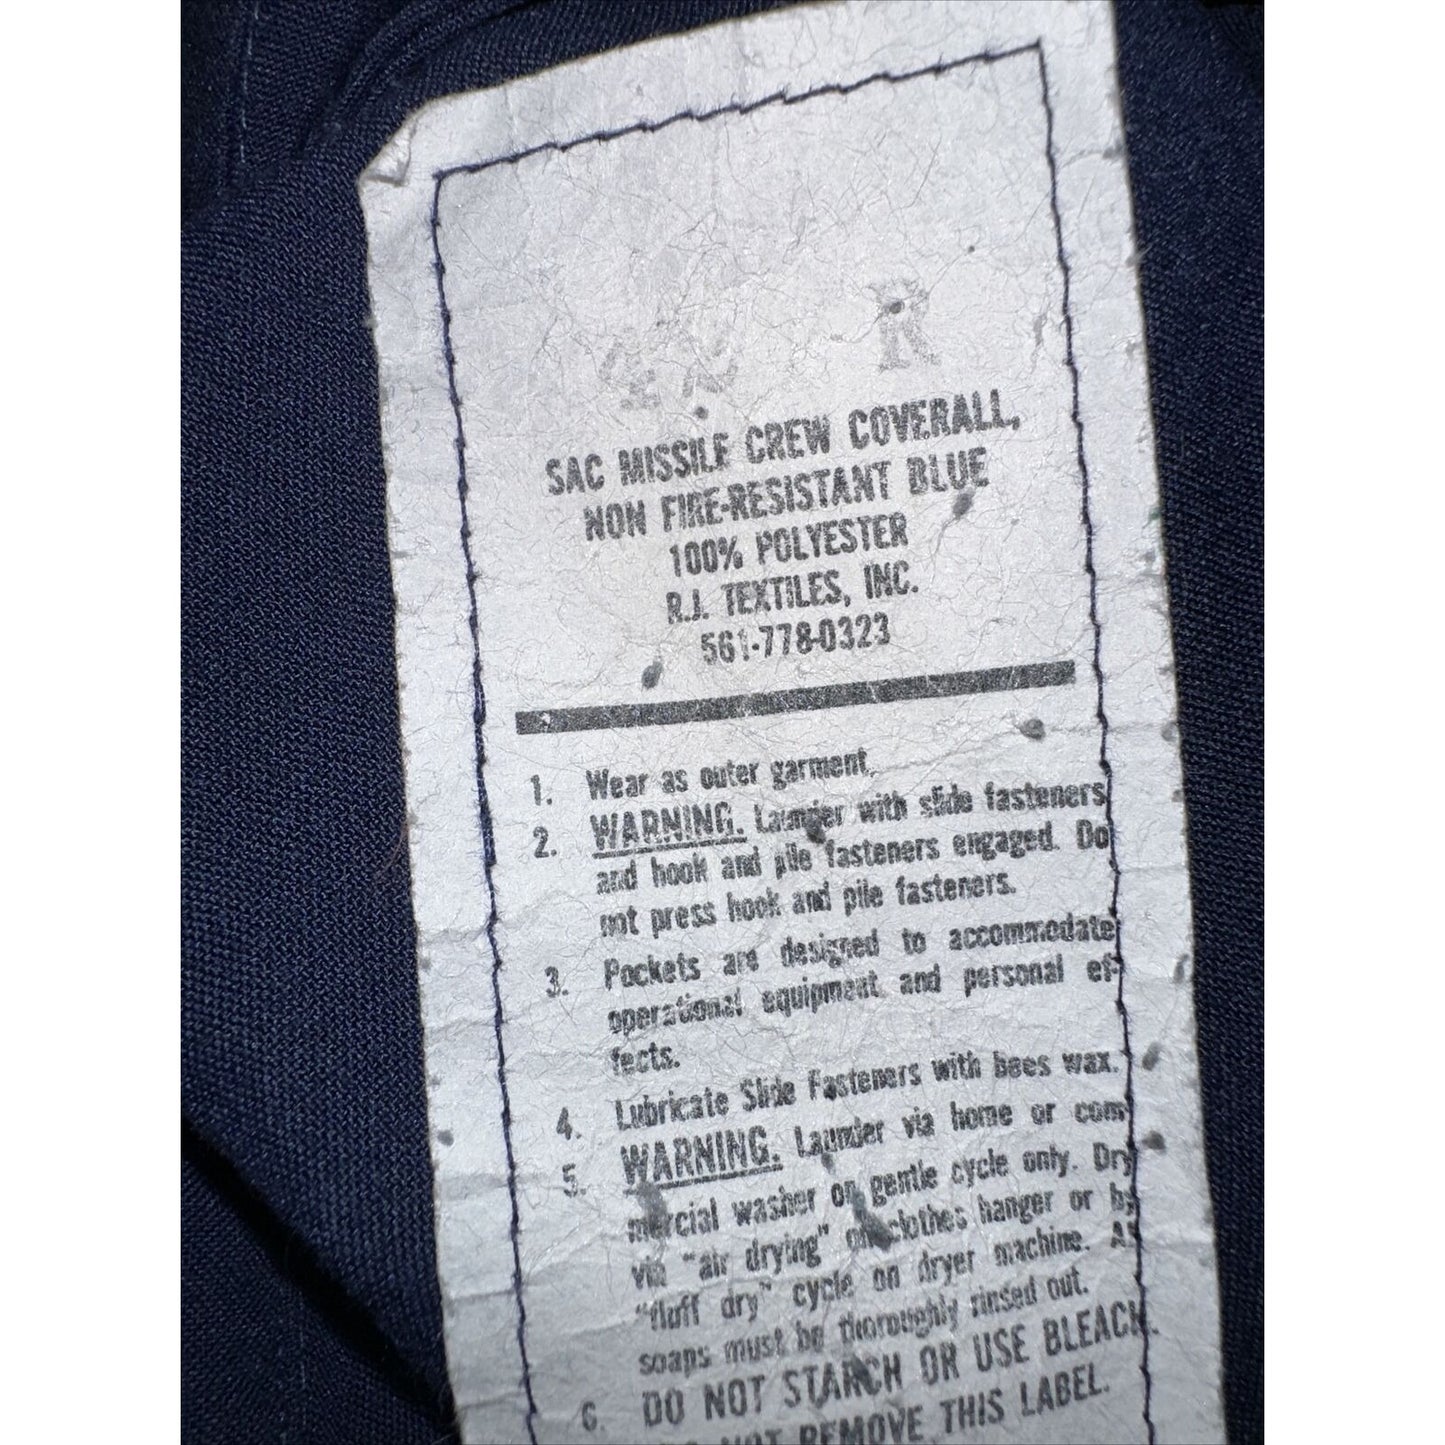 R
SAC MISSILE CREW COVERALL,
NON FIRE-RESISTANT BLUE
100% POLYESTER
R.J. TEXTILES, INC.
561-778-0323
1. Wear as outer garment.
2. WARNING. Launder with slide fasteners
and hook and pile fasteners engaged. Do
not press hook and pile fasteners.
3. Pockets are designed to accommodate
operational equipment and personal ef-
fects.
4. Lubricate Slide Fasteners with bees wax.
5. WARNING. Launder via home or com-
mercial washer on gentle cycle only. Dry
via "air drying" on clothes hanger or by
"fluff dry" cycle on dryer machine. All
soaps must be thoroughly rinsed out.
6. DO NOT STARCH OR USE BLEACH.
NOT REMOVE THIS LABEL.